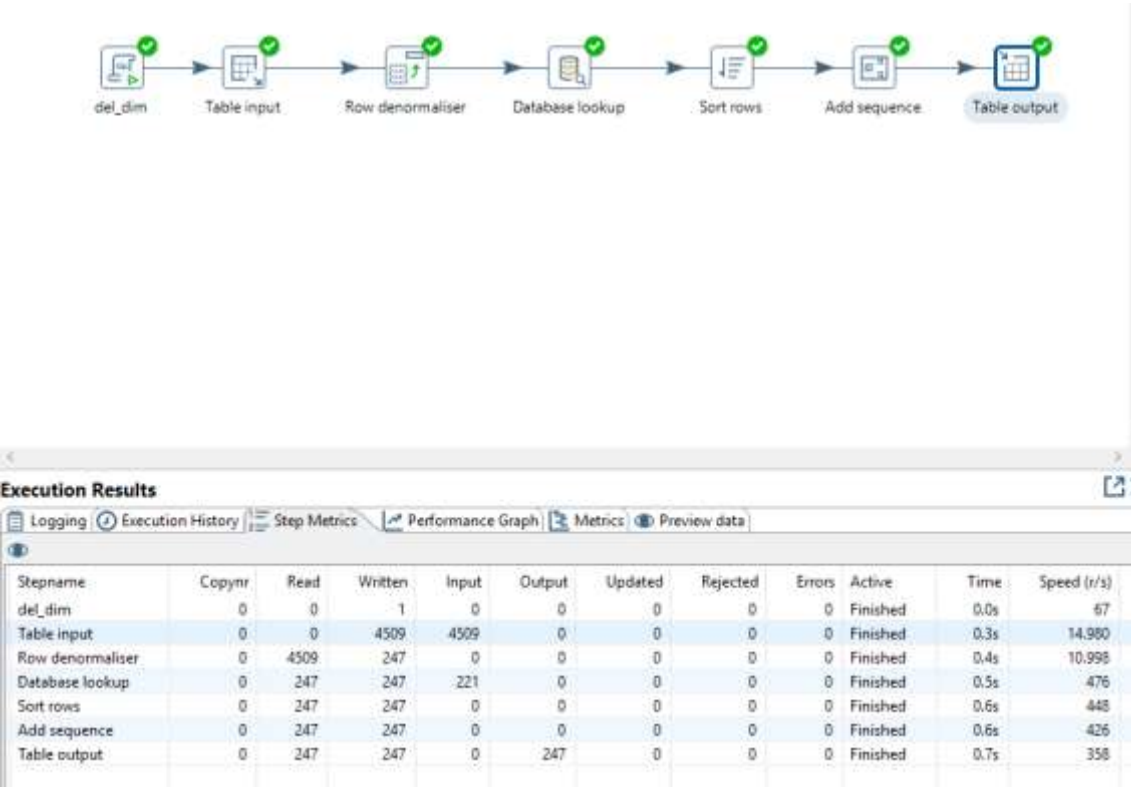 del_dim Table input Row denormaliser Database lookup Sort rows Add sequence Table output
Execution Results
Logging Execution History Step Metrics Performance Graph Metrics Preview data
Stepname Copynr Read Written Input Output Updated Rejected Errors Active Time Speed (r/s)
del_dim 0 0 1 0 0 0 0 0 Finished 0.0s 67
Table input 0 0 4509 4509 0 0 0 0 Finished 0.3s 14.980
Row denormaliser 0 4509 247 0 0 0 0 0 Finished 0.4s 10.998
Database lookup 0 247 247 221 0 0 0 0 Finished 0.5s 476
Sort rows 0 247 247 0 0 0 0 0 Finished 0.6s 448
Add sequence 0 247 247 0 0 0 0 0 Finished 0.6s 426
Table output 0 247 247 0 247 0 0 0 Finished 0.7s 358